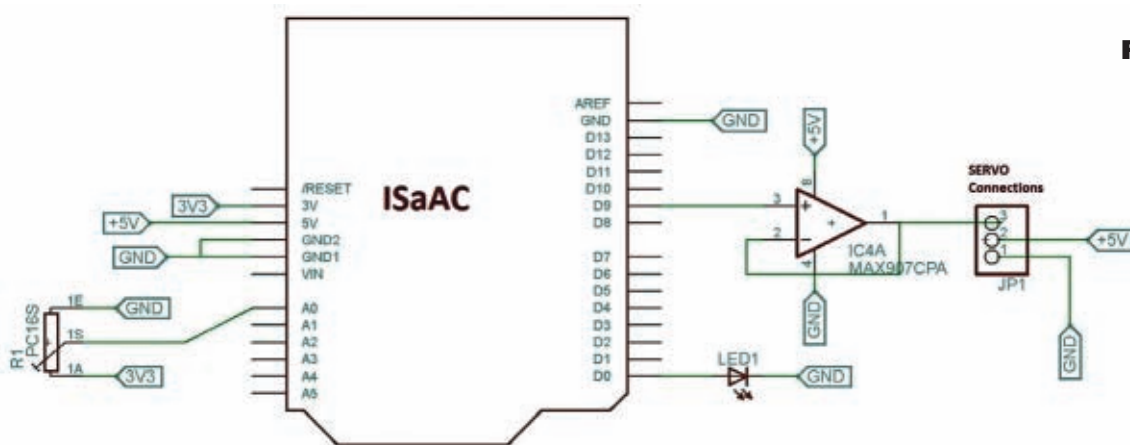 F
AREF
GND
GND
D13
D12
D11
D10
D9
D8
D7
D6
D5
D4
D3
D2
D1
D0
ISaAC
/RESET
3V
5V
GND2
GND1
VIN
A0
A1
A2
A3
A4
A5
3V3
+5V
GND
1E
GND
1S
1A
3V3
R1
PC16S
LED1
GND
+5V
8
3
2
1
4
IC4A
MAX907CPA
GND
SERVO
Connections
3
2
1
+5V
JP1
GND